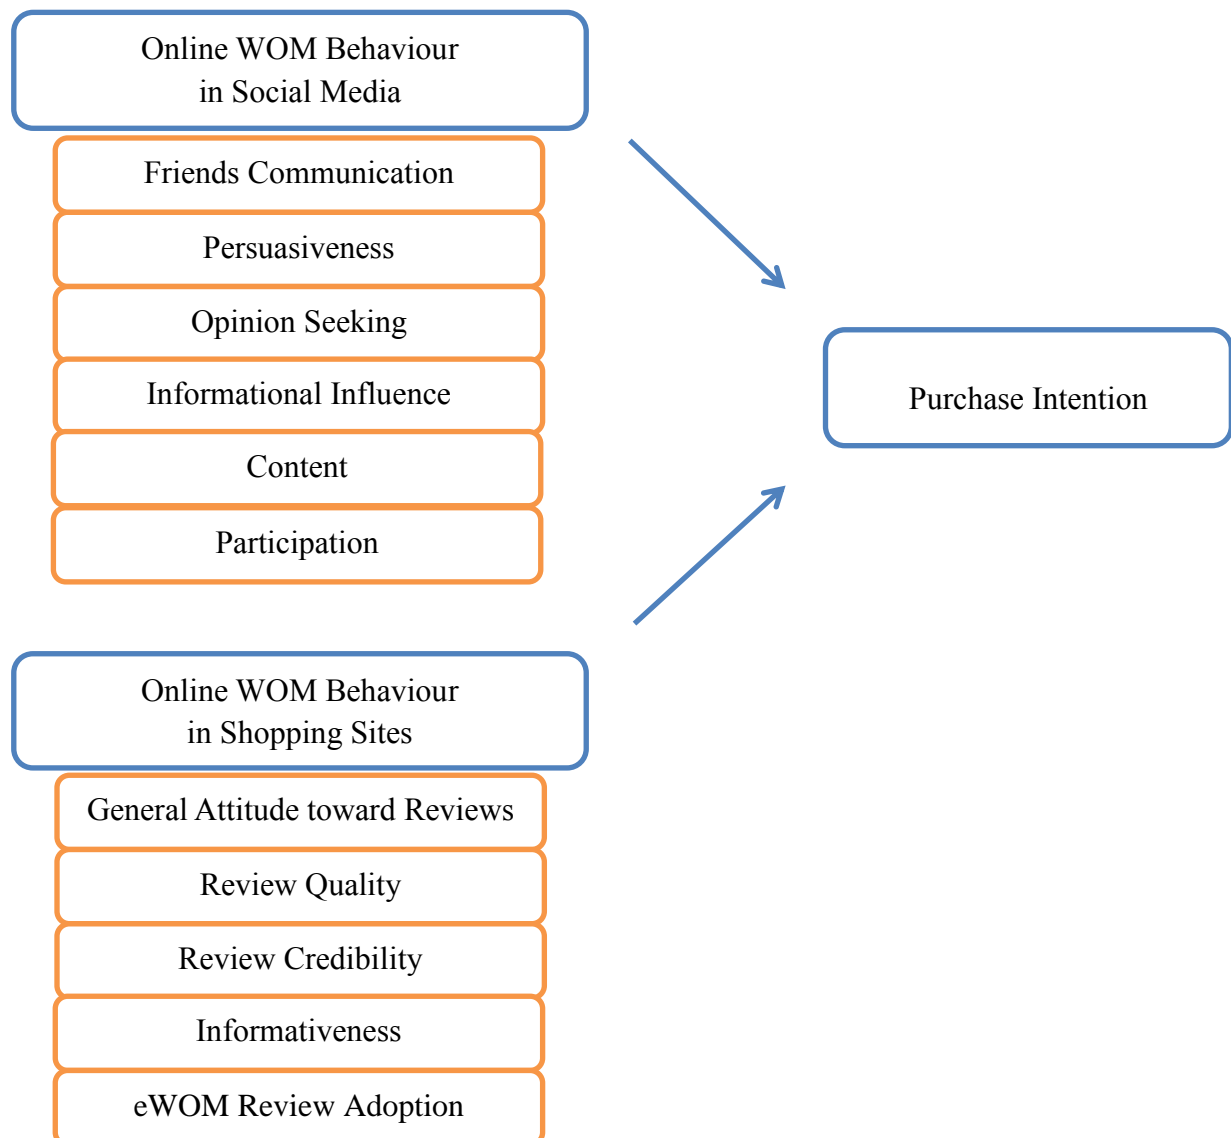 Online WOM Behaviour
in Social Media
Friends Communication
Persuasiveness
Opinion Seeking
Informational Influence
Content
Participation
Purchase Intention
Online WOM Behaviour
in Shopping Sites
General Attitude toward Reviews
Review Quality
Review Credibility
Informativeness
eWOM Review Adoption